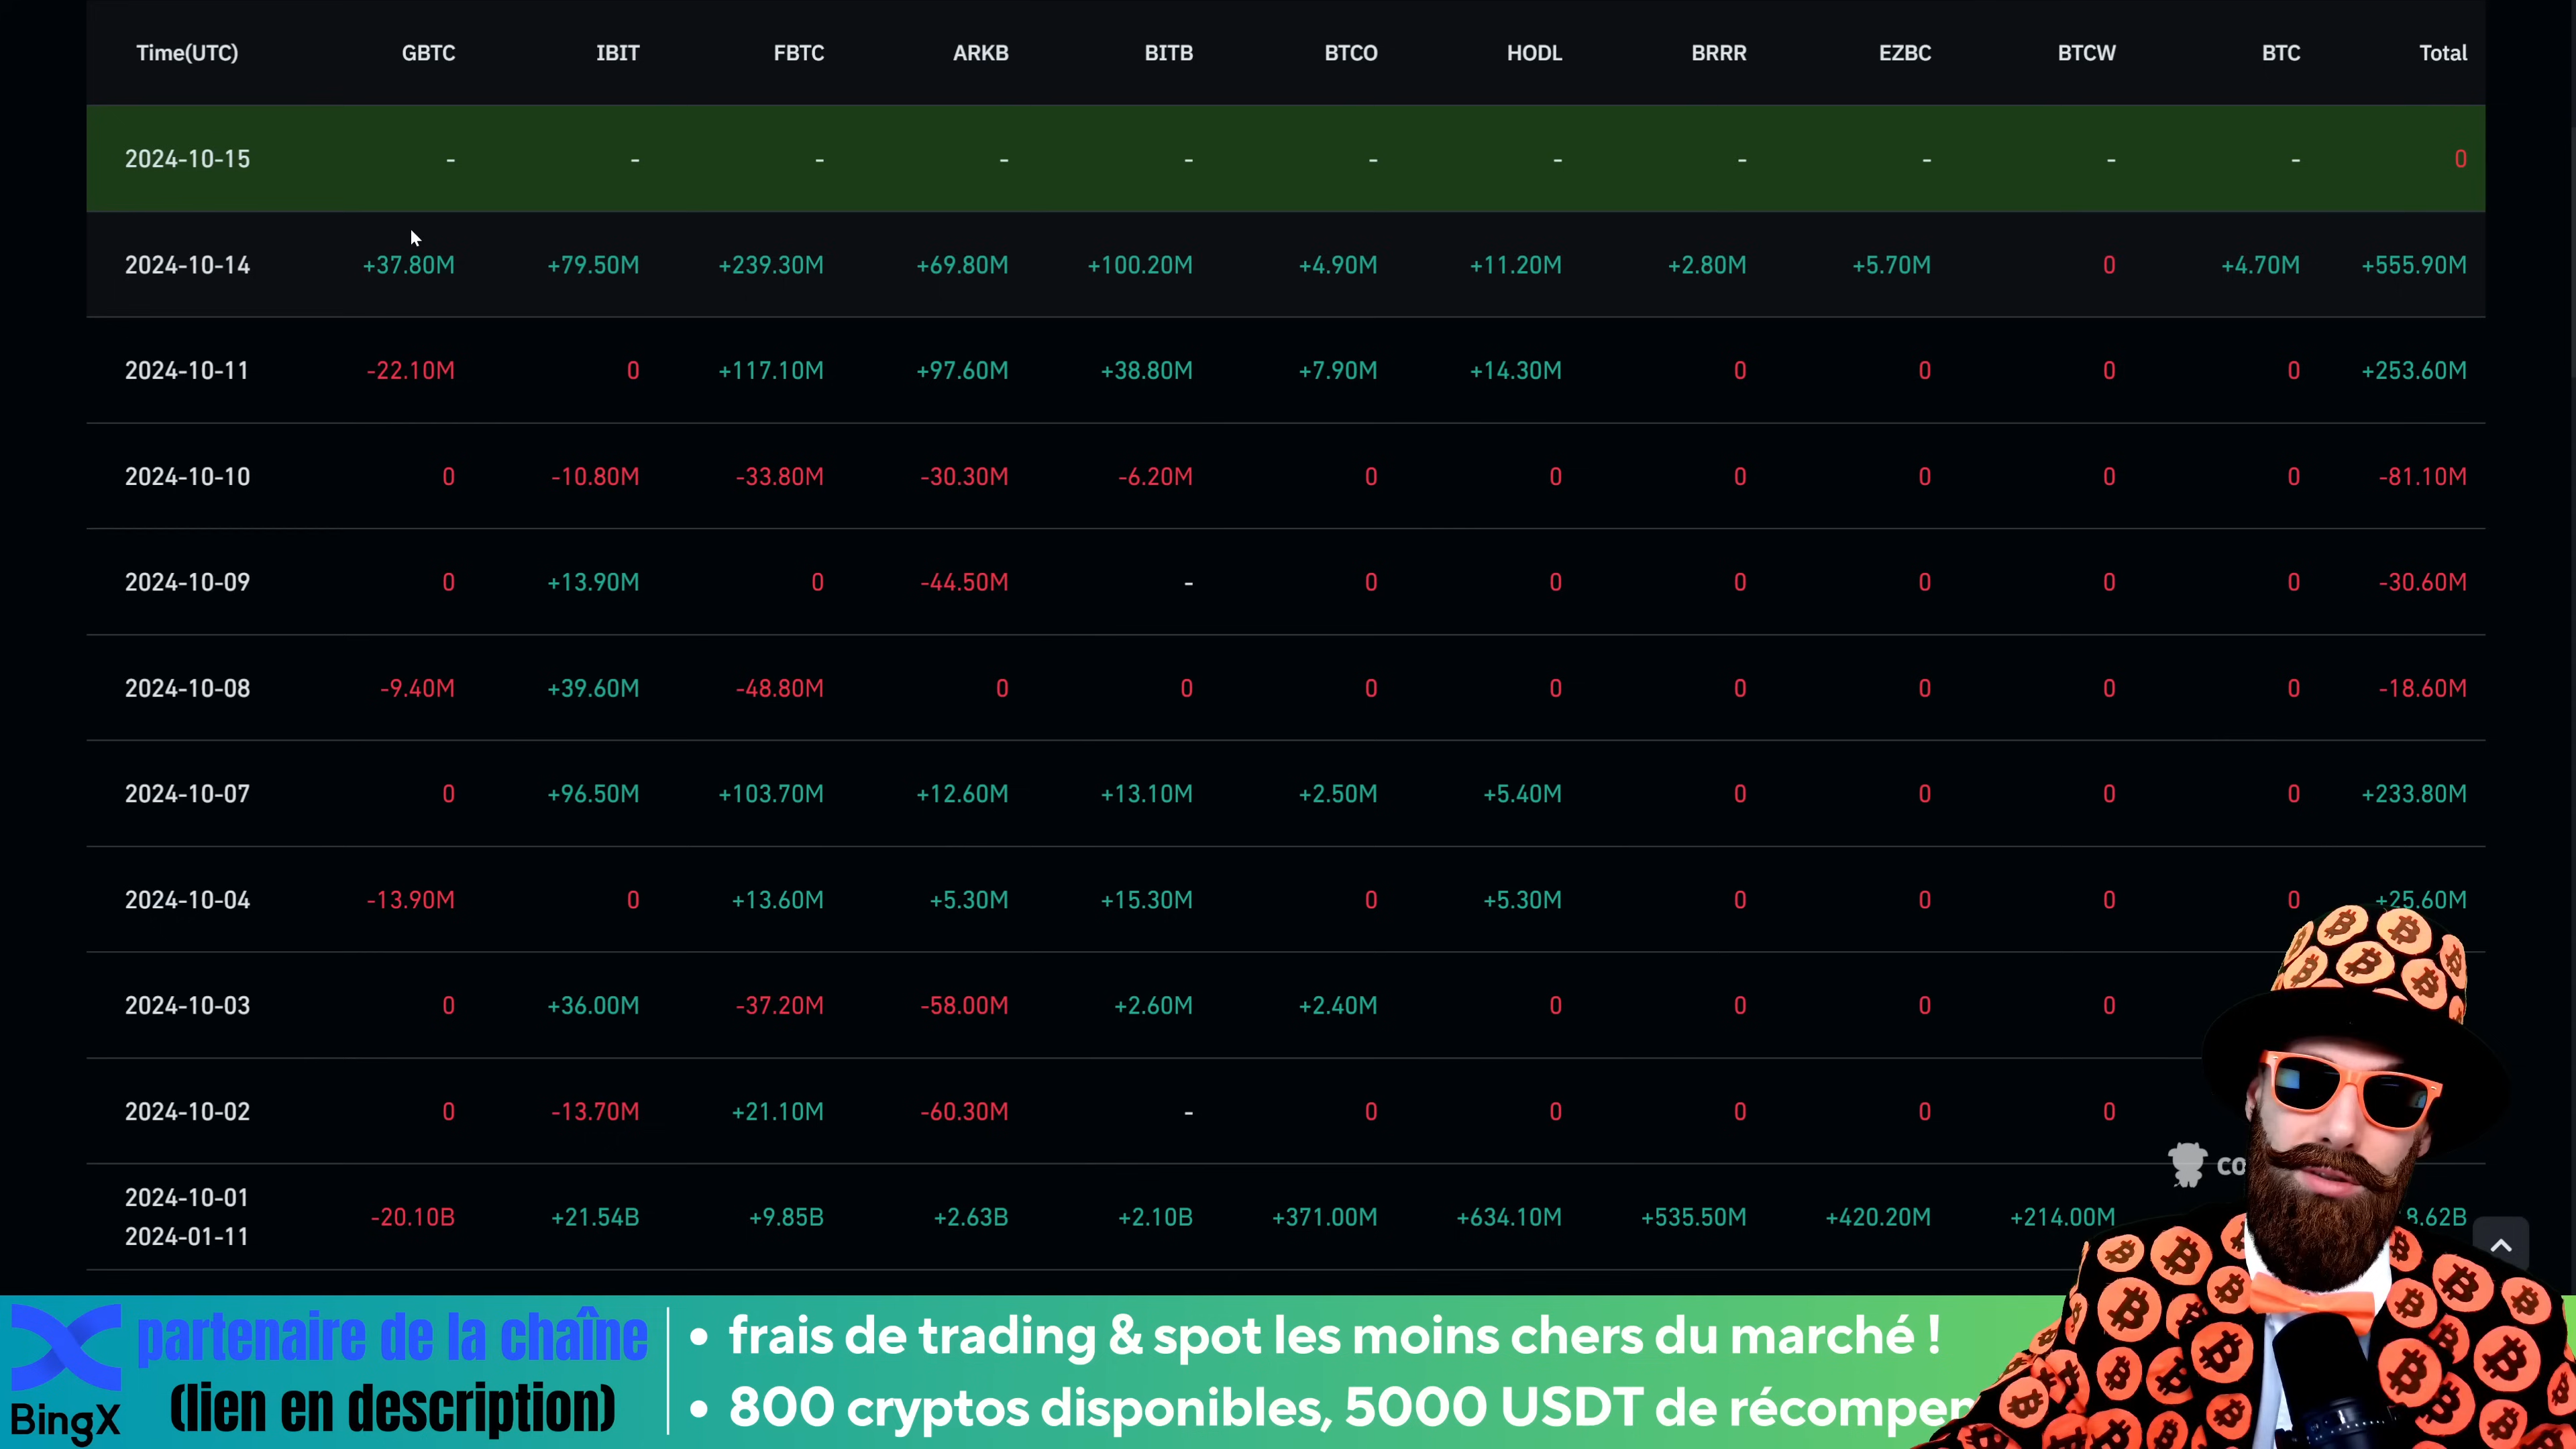 Time(UTC) GBTC IBIT FBTC ARKB BITB BTCO HODL BRRR EZBC BTCW BTC Total
2024-10-15 - - - - - - - - - - - 0
2024-10-14 +37.80M +79.50M +239.30M +69.80M +100.20M +4.90M +11.20M +2.80M +5.70M 0 +4.70M +555.90M
2024-10-11 -22.10M 0 +117.10M +97.60M +38.80M +7.90M +14.30M 0 0 0 0 +253.60M
2024-10-10 0 -10.80M -33.80M -30.30M -6.20M 0 0 0 0 0 0 -81.10M
2024-10-09 0 +13.90M 0 -44.50M - 0 0 0 0 0 0 -30.60M
2024-10-08 -9.40M +39.60M -48.80M 0 0 0 0 0 0 0 0 -18.60M
2024-10-07 0 +96.50M +103.70M +12.60M +13.10M +2.50M +5.40M 0 0 0 0 +233.80M
2024-10-04 -13.90M 0 +13.60M +5.30M +15.30M 0 +5.30M 0 0 0 0 +25.60M
2024-10-03 0 +36.00M -37.20M -58.00M +2.60M +2.40M 0 0 0 0
2024-10-02 0 -13.70M +21.10M -60.30M - 0 0 0 0 0
2024-10-01
2024-01-11
-20.10B +21.54B +9.85B +2.63B +2.10B +371.00M +634.10M +535.50M +420.20M +214.00M 8.62B
co
BingX
partenaire de la chaîne
(lien en description)
• frais de trading & spot les moins chers du marché !
• 800 cryptos disponibles, 5000 USDT de récompen